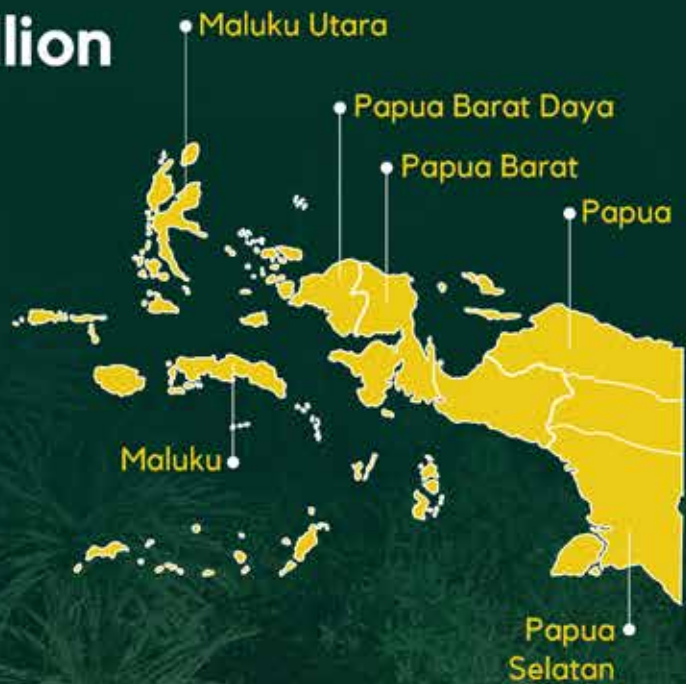 lion
Maluku Utara
Papua Barat Daya
Papua Barat
Papua
Maluku
Papua
Selatan